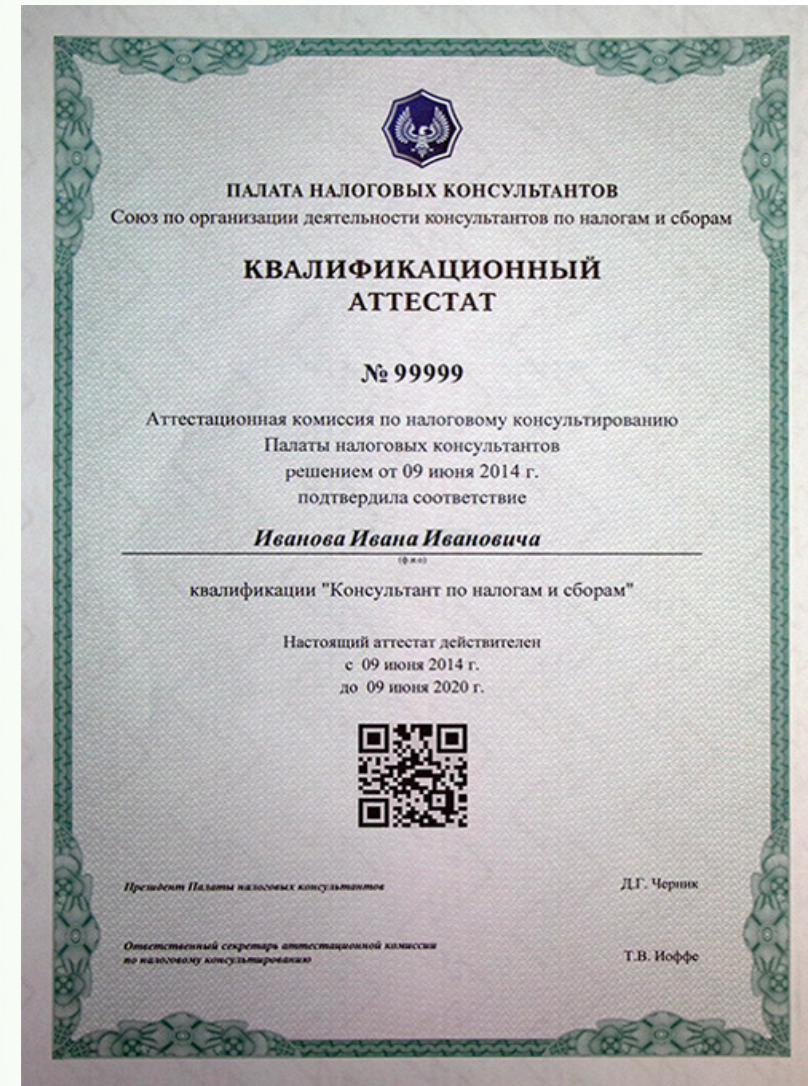 ПАЛАТА НАЛОГОВЫХ КОНСУЛЬТАНТОВ
Союз по организации деятельности консультантов по налогам и сборам
КВАЛИФИКАЦИОННЫЙ
АТТЕСТАТ
№ 99999
Аттестационная комиссия по налоговому консультированию
Палаты налоговых консультантов
решением от 09 июня 2014 г.
подтвердила соответствие
Иванова Ивана Ивановича
(ф.и.о)
квалификации "Консультант по налогам и сборам"
Настоящий аттестат действителен
с 09 июня 2014 г.
до 09 июня 2020 г.
Президент Палаты налоговых консультантов
Д.Г. Черник
Ответственный секретарь аттестационной комиссии
по налоговому консультированию
Т.В. Иоффе